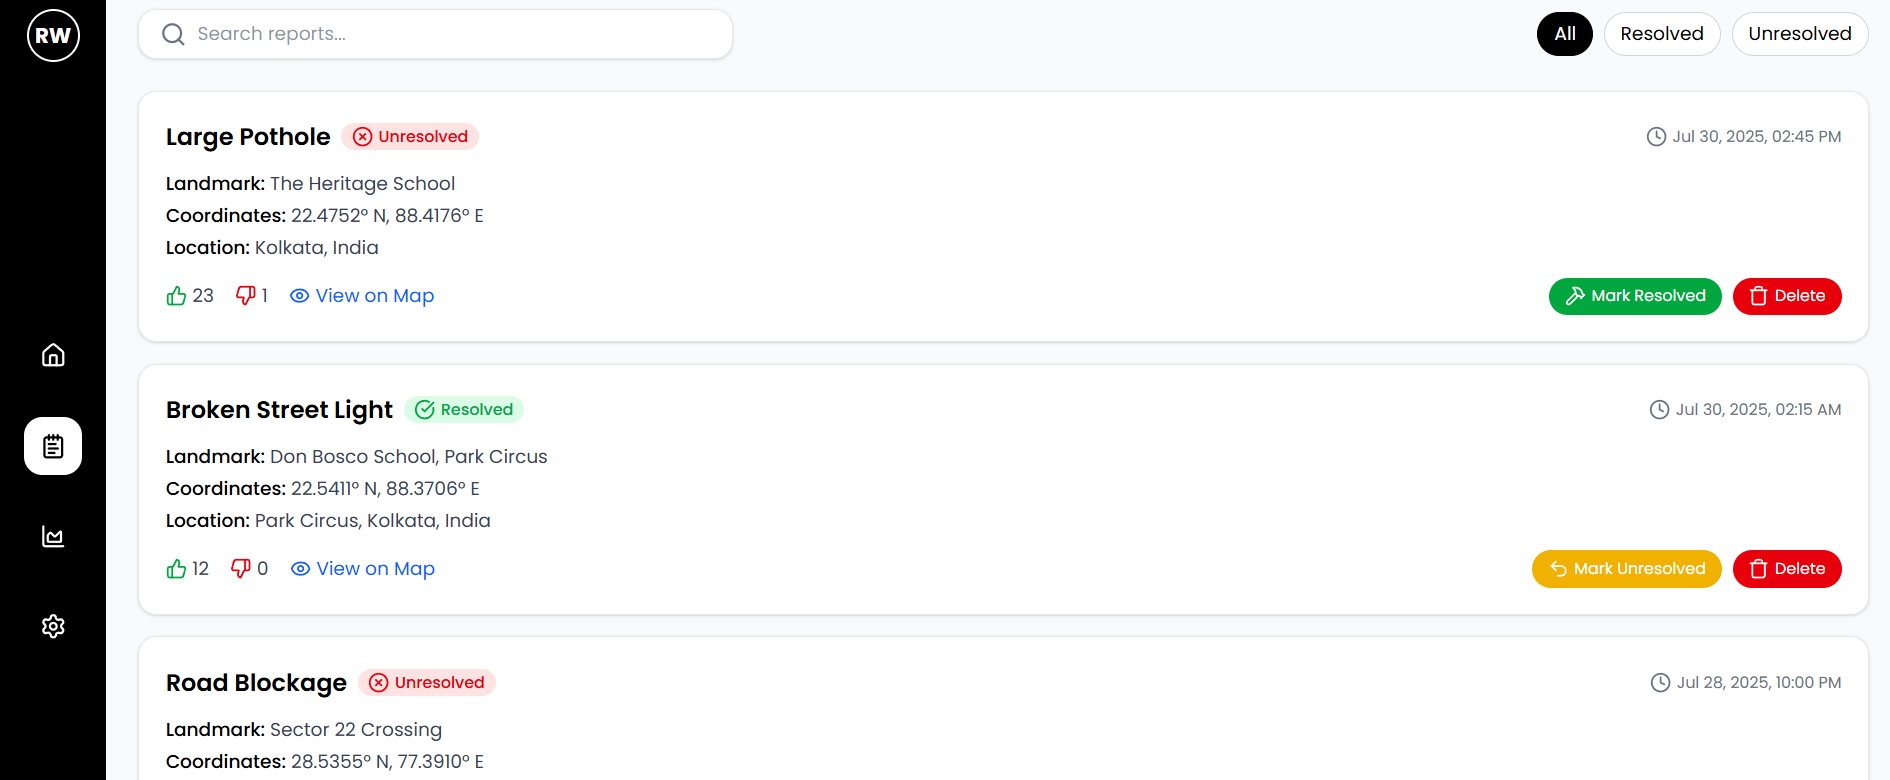 RW
Search reports...
All
Resolved
Unresolved
Large Pothole
Unresolved
Jul 30, 2025, 02:45 PM
Landmark: The Heritage School
Coordinates: 22.4752° N, 88.4176° E
Location: Kolkata, India
23
1
View on Map
Mark Resolved
Delete
Broken Street Light
Resolved
Jul 30, 2025, 02:15 AM
Landmark: Don Bosco School, Park Circus
Coordinates: 22.5411° N, 88.3706° E
Location: Park Circus, Kolkata, India
12
0
View on Map
Mark Unresolved
Delete
Road Blockage
Unresolved
Jul 28, 2025, 10:00 PM
Landmark: Sector 22 Crossing
Coordinates: 28.5355° N, 77.3910° E